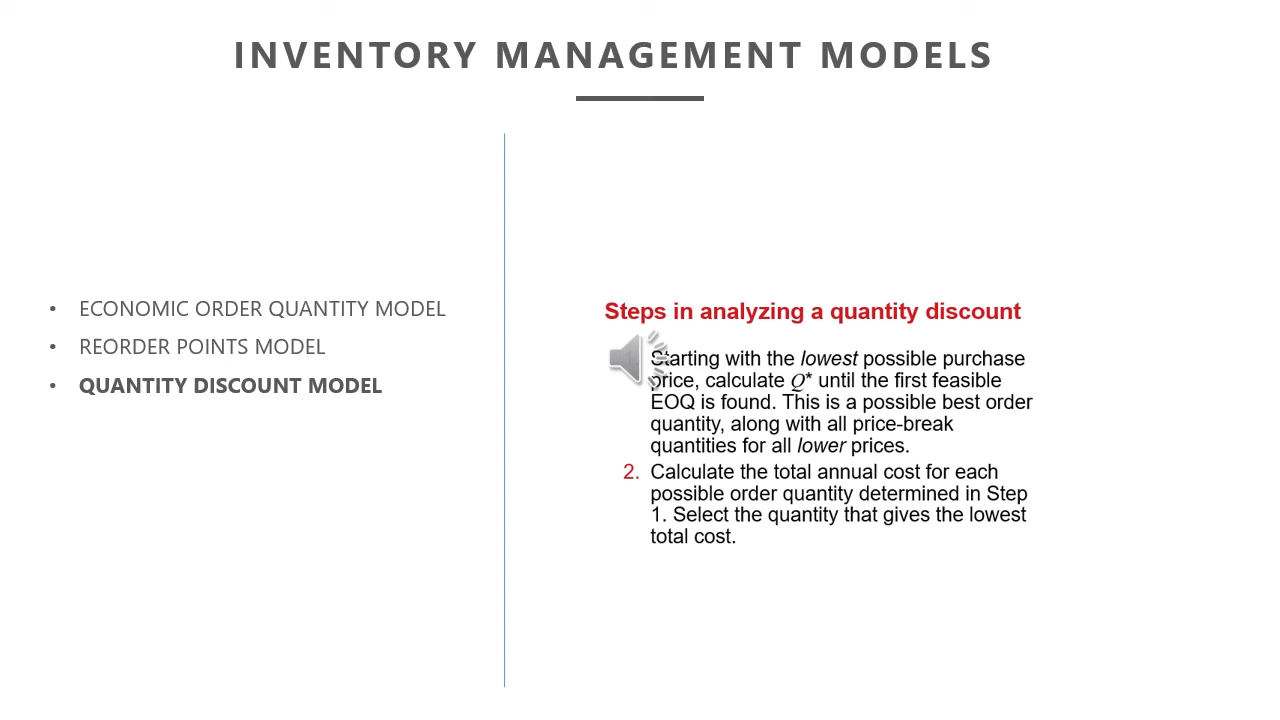 INVENTORY MANAGEMENT MODELS
• ECONOMIC ORDER QUANTITY MODEL
• REORDER POINTS MODEL
• QUANTITY DISCOUNT MODEL
Steps in analyzing a quantity discount
Starting with the lowest possible purchase
price, calculate Q* until the first feasible
EOQ is found. This is a possible best order
quantity, along with all price-break
quantities for all lower prices.
2. Calculate the total annual cost for each
possible order quantity determined in Step
1. Select the quantity that gives the lowest
total cost.